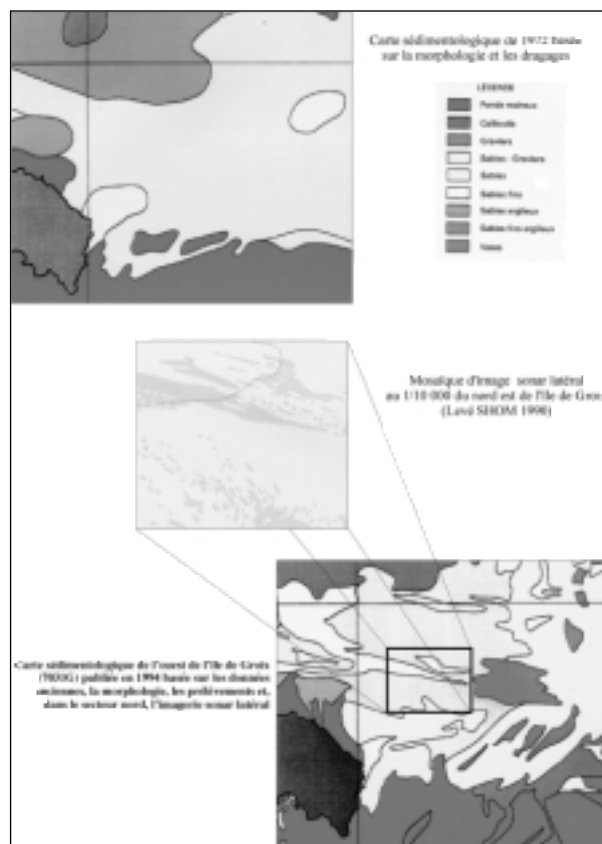 Carte sédimentologique de 1972 basée
sur la morphologie et les dragages
LÉGENDE
Fonds rocheux
Cailloutis
Graviers
Sables - Graviers
Sables
Sables fins
Sables argileux
Sables fins argileux
Vases
Mosaïque d'image sonar latéral
au 1/10 000 du nord est de l'île de Groix
(Levé SHOM 1990)
Carte sédimentologique de l'ouest de l'île de Groix
publiée en 1994 basée sur les données
anciennes, la morphologie, les prélèvements et,
dans le secteur nord, l'imagerie sonar latéral